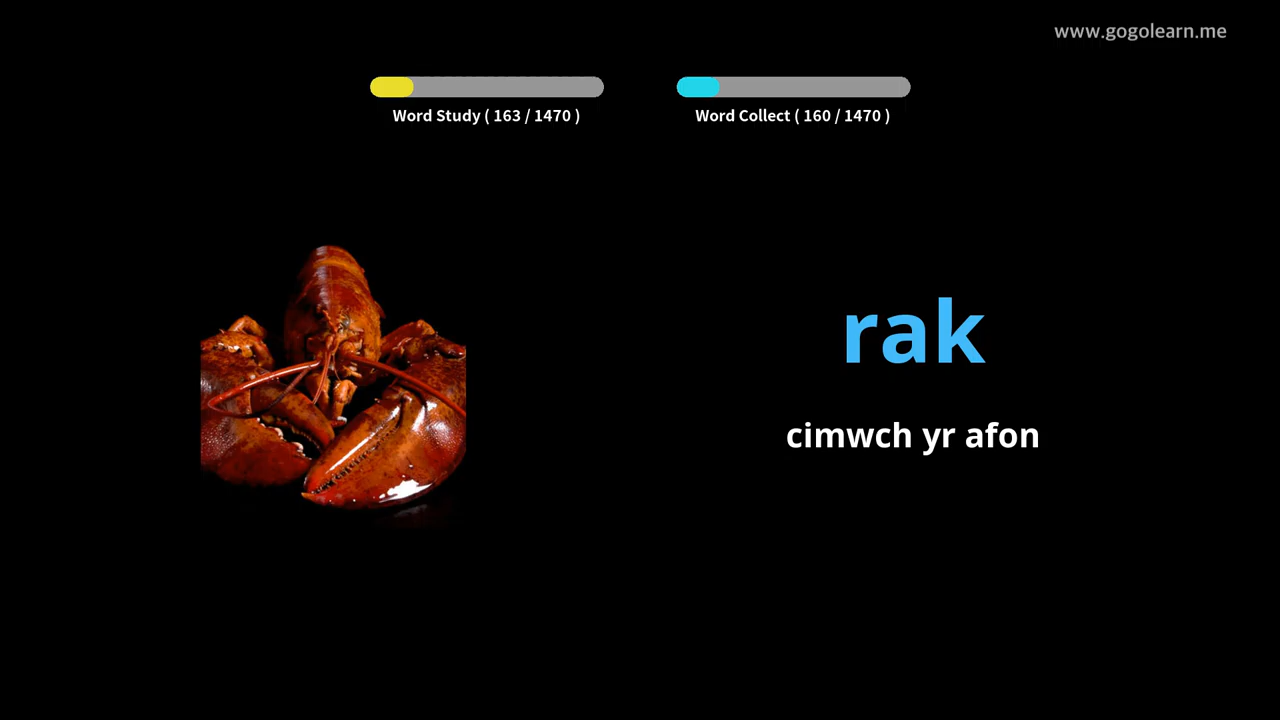 www.gogolearn.me
Word Study ( 163 / 1470 )
Word Collect ( 160 / 1470 )
rak
cimwch yr afon